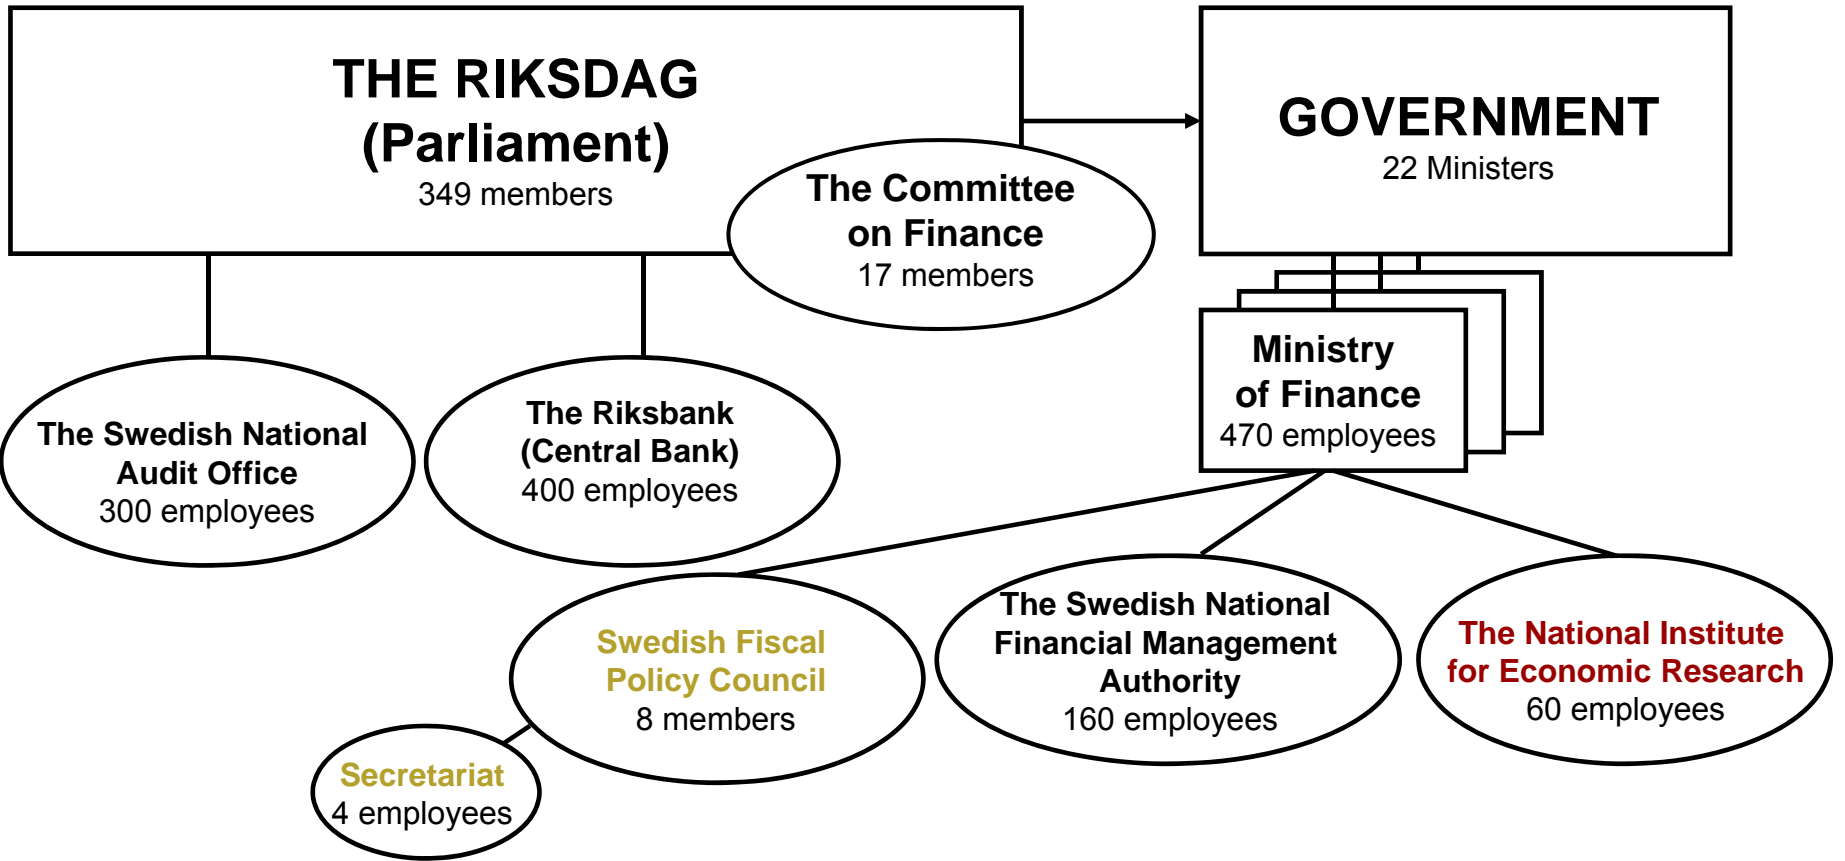 THE RIKSDAG
(Parliament)
349 members
GOVERNMENT
22 Ministers
The Committee
on Finance
17 members
Ministry
of Finance
470 employees
The Swedish National
Audit Office
300 employees
The Riksbank
(Central Bank)
400 employees
Swedish Fiscal
Policy Council
8 members
The Swedish National
Financial Management
Authority
160 employees
The National Institute
for Economic Research
60 employees
Secretariat
4 employees